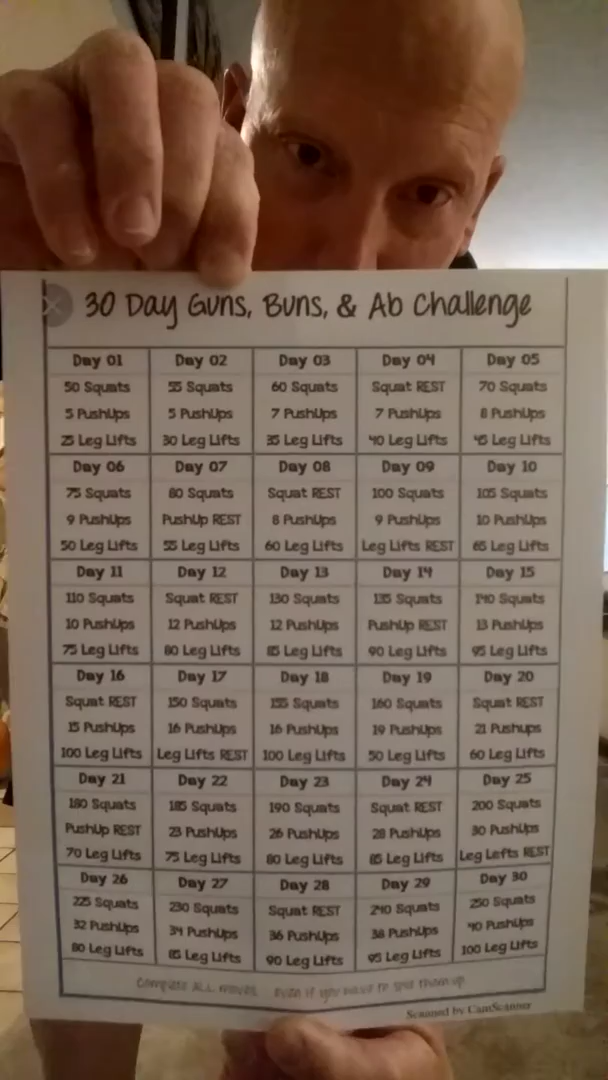 30 Day Guns, Buns, & Ab Challenge
Day 01 Day 02 Day 03 Day 04 Day 05
50 Squats 55 Squats 60 Squats Squat REST 70 Squats
5 PushUps 5 PushUps 7 PushUps 7 PushUps 8 PushUps
25 Leg Lifts 30 Leg Lifts 35 Leg Lifts 40 Leg Lifts 45 Leg Lifts
Day 06 Day 07 Day 08 Day 09 Day 10
75 Squats 80 Squats Squat REST 100 Squats 105 Squats
9 PushUps PushUp REST 8 PushUps 9 PushUps 10 PushUps
50 Leg Lifts 55 Leg Lifts 60 Leg Lifts Leg Lifts REST 65 Leg Lifts
Day 11 Day 12 Day 13 Day 14 Day 15
110 Squats Squat REST 130 Squats 135 Squats 140 Squats
10 PushUps 12 PushUps 12 PushUps PushUp REST 13 PushUps
75 Leg Lifts 80 Leg Lifts 85 Leg Lifts 90 Leg Lifts 95 Leg Lifts
Day 16 Day 17 Day 18 Day 19 Day 20
Squat REST 150 Squats 155 Squats 160 Squats Squat REST
15 PushUps 16 PushUps 16 PushUps 19 PushUps 21 Pushups
100 Leg Lifts Leg Lifts REST 100 Leg Lifts 50 Leg Lifts 60 Leg Lifts
Day 21 Day 22 Day 23 Day 24 Day 25
180 Squats 185 Squats 190 Squats Squat REST 200 Squats
PushUp REST 23 PushUps 26 PushUps 28 PushUps 30 PushUps
70 Leg Lifts 75 Leg Lifts 80 Leg Lifts 85 Leg Lifts Leg Lefts REST
Day 26 Day 27 Day 28 Day 29 Day 30
225 Squats 230 Squats Squat REST 240 Squats 250 Squats
32 PushUps 34 PushUps 36 PushUps 38 PushUps 40 PushUps
80 Leg Lifts 85 Leg Lifts 90 Leg Lifts 95 Leg Lifts 100 Leg Lifts
Complete ALL moves even if you have to split them up
Scanned by CamScanner